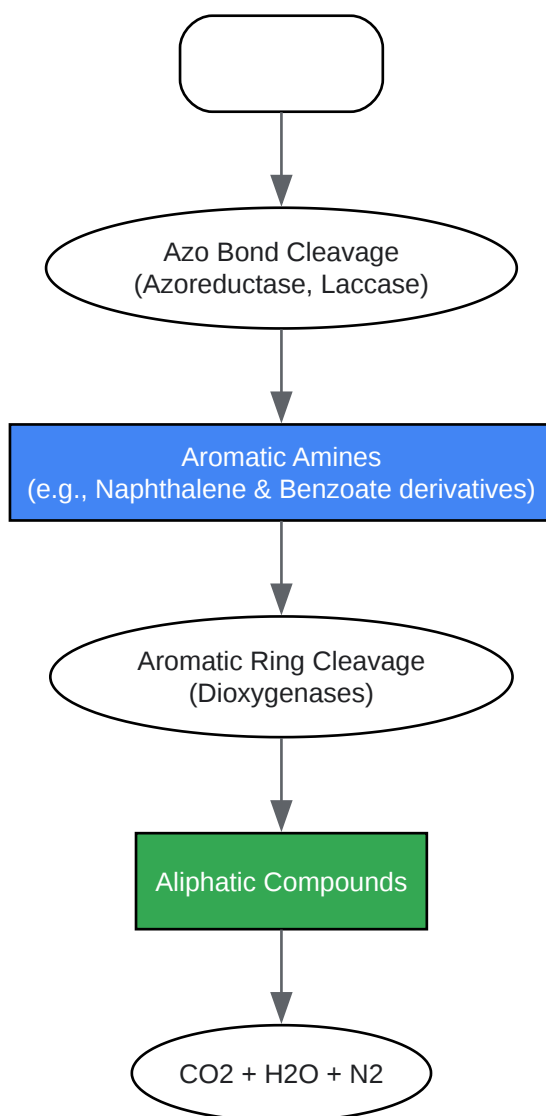 Azo Bond Cleavage
(Azoreductase, Laccase)
Aromatic Amines
(e.g., Naphthalene & Benzoate derivatives)
Aromatic Ring Cleavage
(Dioxygenases)
Aliphatic Compounds
CO2 + H2O + N2